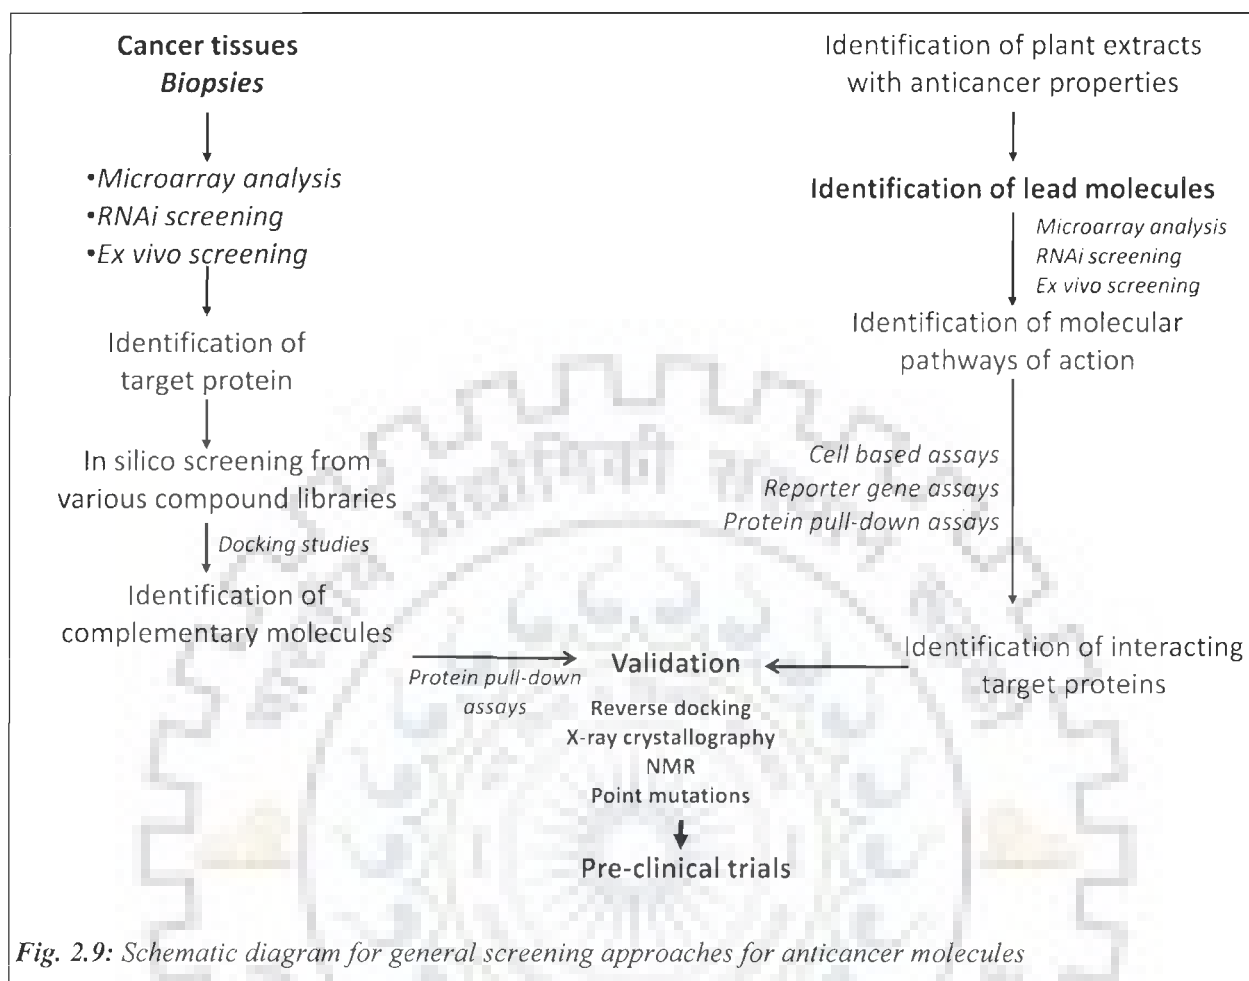 Cancer tissues
Biopsies
•Microarray analysis
•RNAi screening
•Ex vivo screening
Identification of
target protein
In silico screening from
various compound libraries
Docking studies
Identification of
complementary molecules
Protein pull-down
assays
Identification of plant extracts
with anticancer properties
Identification of lead molecules
Microarray analysis
RNAi screening
Ex vivo screening
Identification of molecular
pathways of action
Cell based assays
Reporter gene assays
Protein pull-down assays
Identification of interacting
target proteins
Validation
Reverse docking
X-ray crystallography
NMR
Point mutations
Pre-clinical trials
Fig. 2.9: Schematic diagram for general screening approaches for anticancer molecules